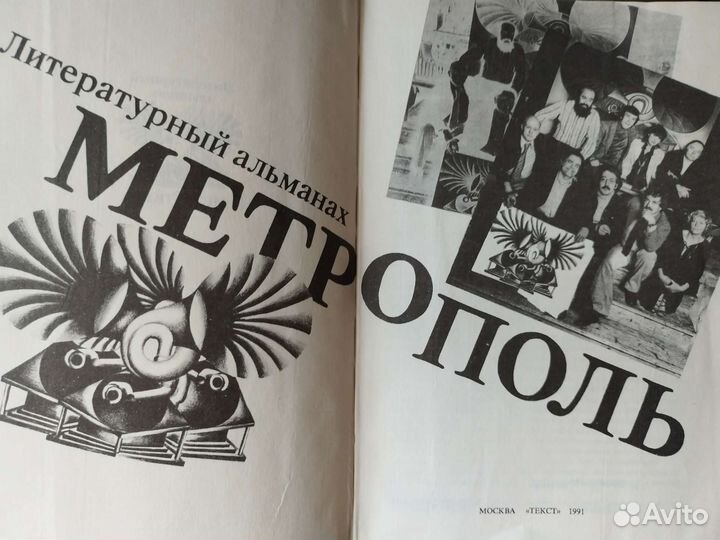 Литературный альманах
МЕТРОПОЛЬ
МОСКВА «ТЕКСТ» 1991
Avito